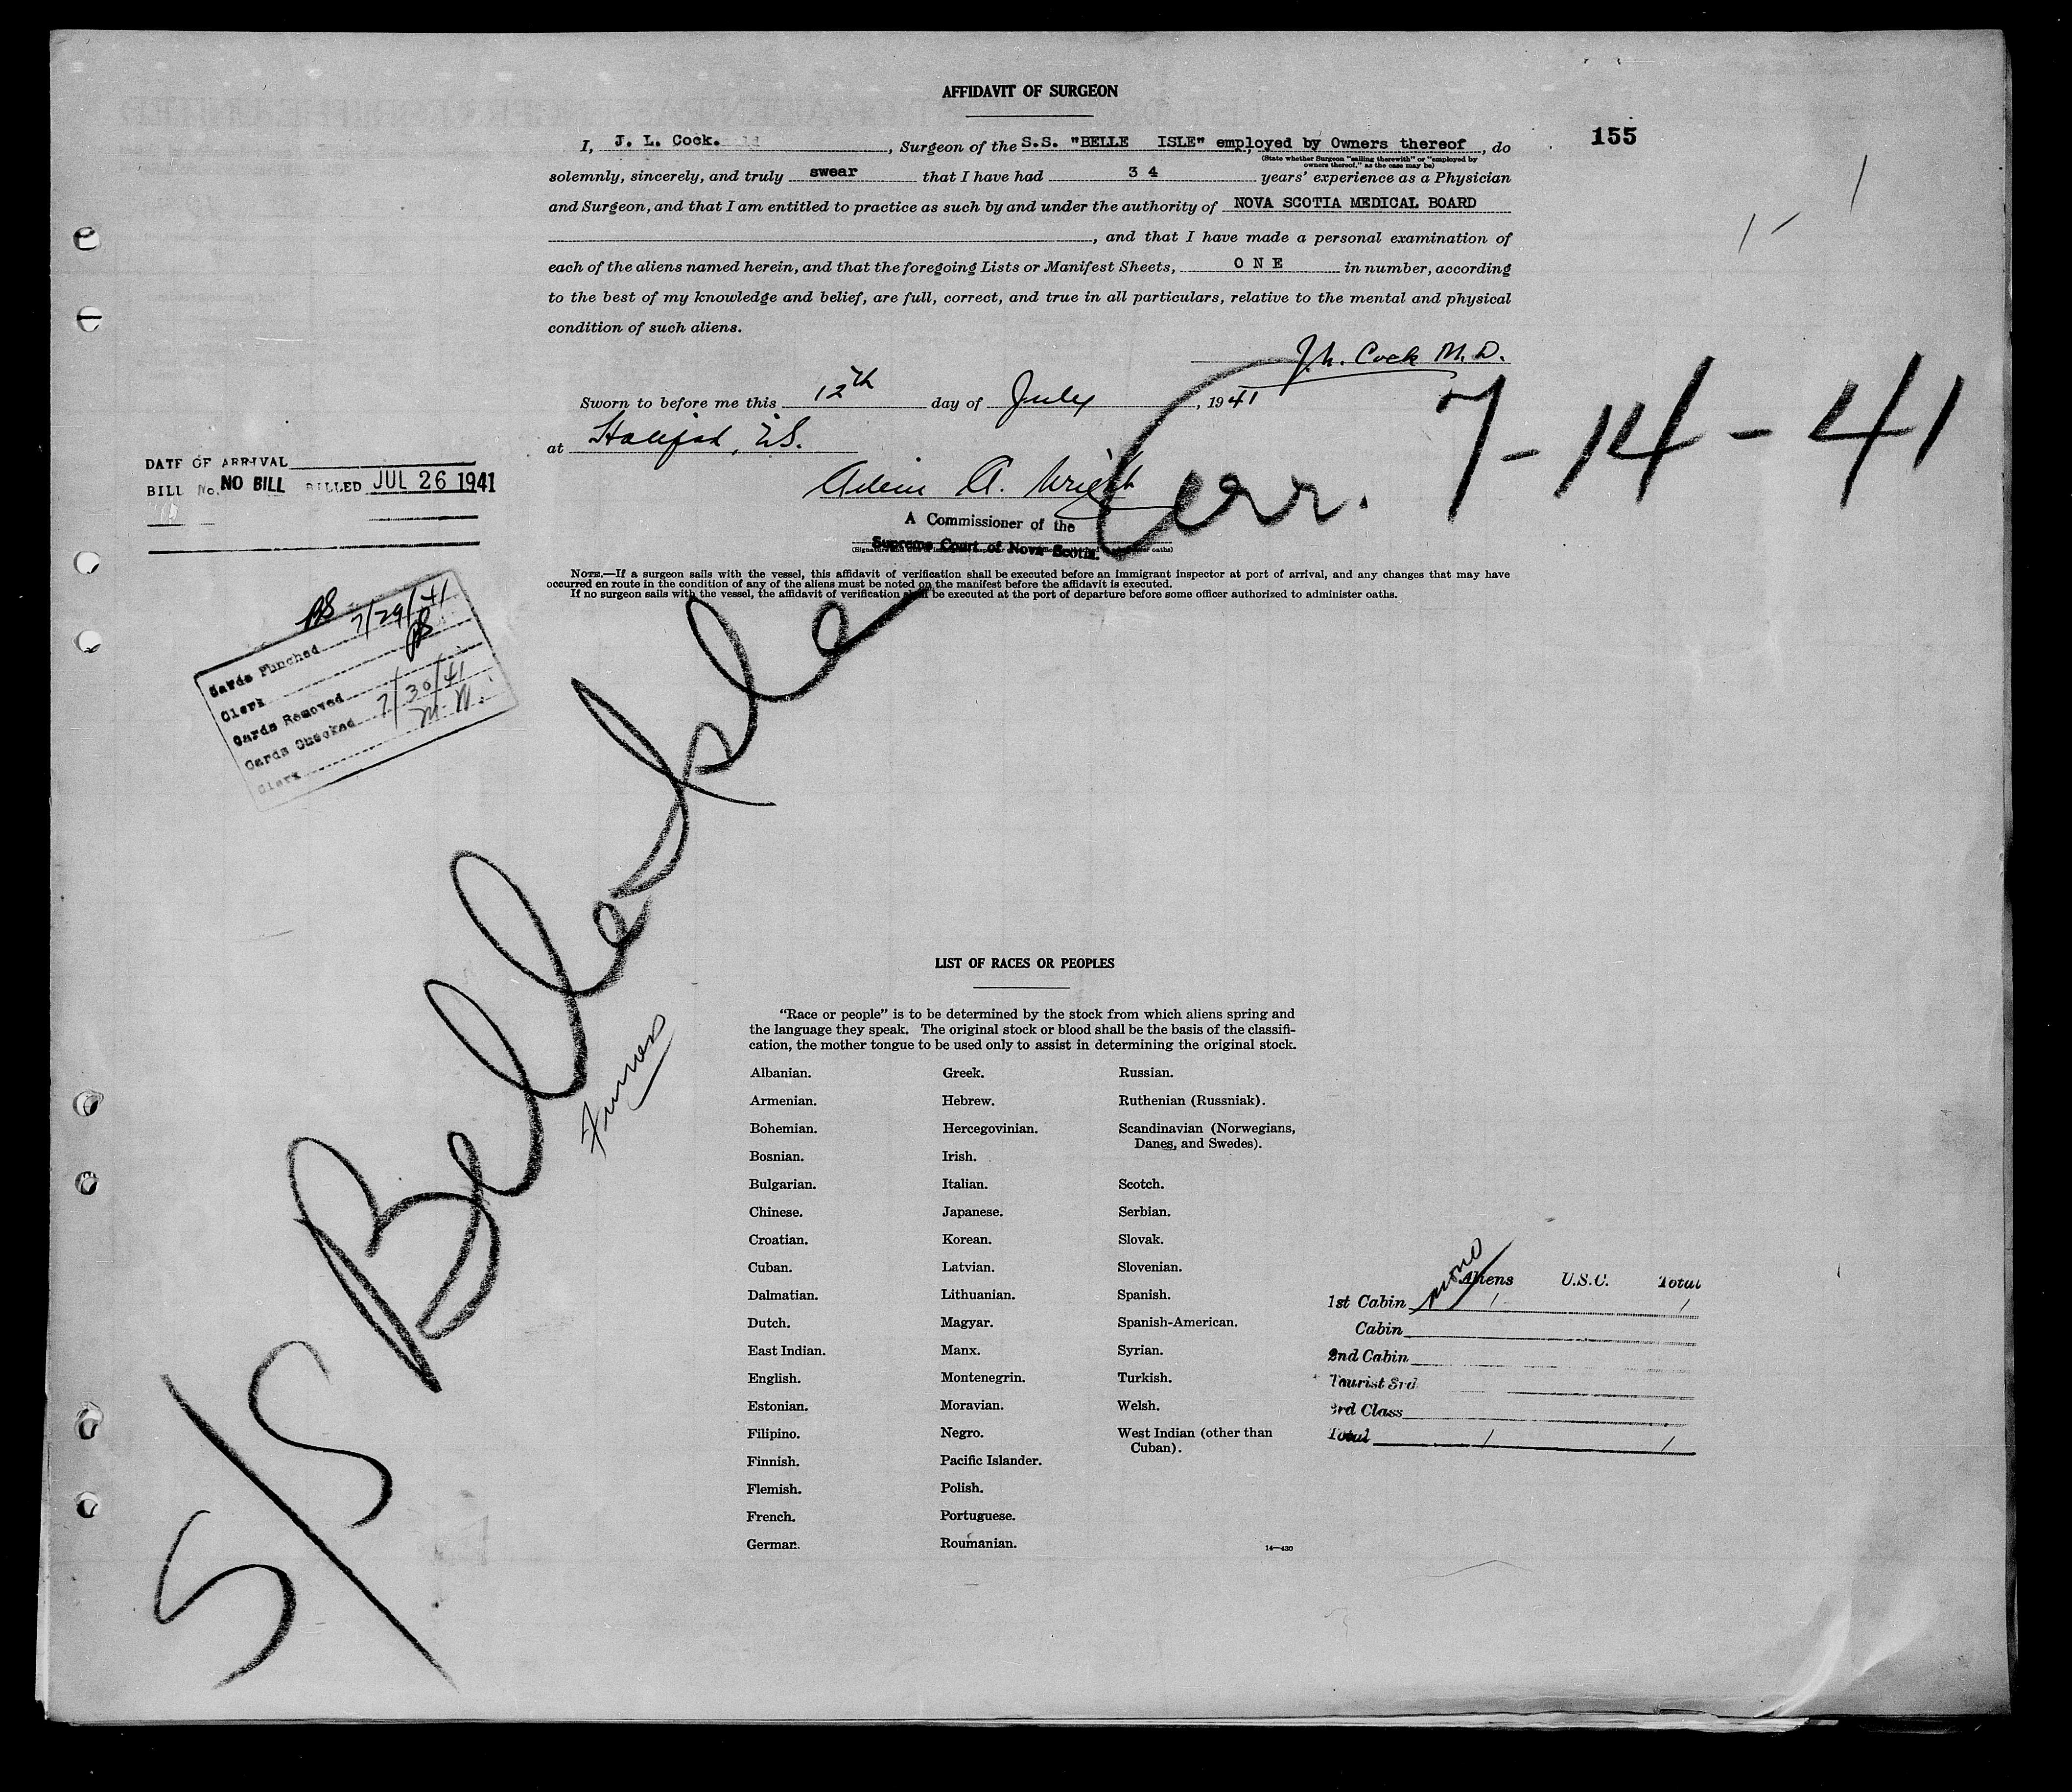 AFFIDAVIT OF SURGEON
155
I, J. L. Cock. , Surgeon of the S.S. "BELLE ISLE" employed by Owners thereof , do
(State whether Surgeon "sailing therewith" or "employed by
owners thereof," as the case may be)
solemnly, sincerely, and truly swear that I have had 3 4 years' experience as a Physician
and Surgeon, and that I am entitled to practice as such by and under the authority of NOVA SCOTIA MEDICAL BOARD
, and that I have made a personal examination of
each of the aliens named herein, and that the foregoing Lists or Manifest Sheets, O N E in number, according
to the best of my knowledge and belief, are full, correct, and true in all particulars, relative to the mental and physical
condition of such aliens.
J. L. Cock M.D.
Sworn to before me this 12th day of July , 1941
at Halifax, N.S.
arr. 7-14-41
A. Wright
A Commissioner of the
Supreme Court of Nova Scotia.
DATE OF ARRIVAL
BILL No. NO BILL BILLED JUL 26 1941
NOTE.—If a surgeon sails with the vessel, this affidavit of verification shall be executed before an immigrant inspector at port of arrival, and any changes that may have
occurred en route in the condition of any of the aliens must be noted on the manifest before the affidavit is executed.
If no surgeon sails with the vessel, the affidavit of verification shall be executed at the port of departure before some officer authorized to administer oaths.
Cards Punched 7/29/41
Clerk
Cards Removed
Cards Checked 7/30/41
Clerk M.N.
S/S Belle Isle
LIST OF RACES OR PEOPLES
"Race or people" is to be determined by the stock from which aliens spring and
the language they speak. The original stock or blood shall be the basis of the classifi-
cation, the mother tongue to be used only to assist in determining the original stock.
Albanian.
Armenian.
Bohemian.
Bosnian.
Bulgarian.
Chinese.
Croatian.
Cuban.
Dalmatian.
Dutch.
East Indian.
English.
Estonian.
Filipino.
Finnish.
Flemish.
French.
German.
Greek.
Hebrew.
Hercegovinian.
Irish.
Italian.
Japanese.
Korean.
Latvian.
Lithuanian.
Magyar.
Manx.
Montenegrin.
Moravian.
Negro.
Pacific Islander.
Polish.
Portuguese.
Roumanian.
Russian.
Ruthenian (Russniak).
Scandinavian (Norwegians,
Danes, and Swedes).
Scotch.
Serbian.
Slovak.
Slovenian.
Spanish.
Spanish-American.
Syrian.
Turkish.
Welsh.
West Indian (other than
Cuban).
14—430
Aliens U.S.C. Total
1st Cabin 1 1
Cabin
2nd Cabin
Tourist 3rd
3rd Class
Total 1 1